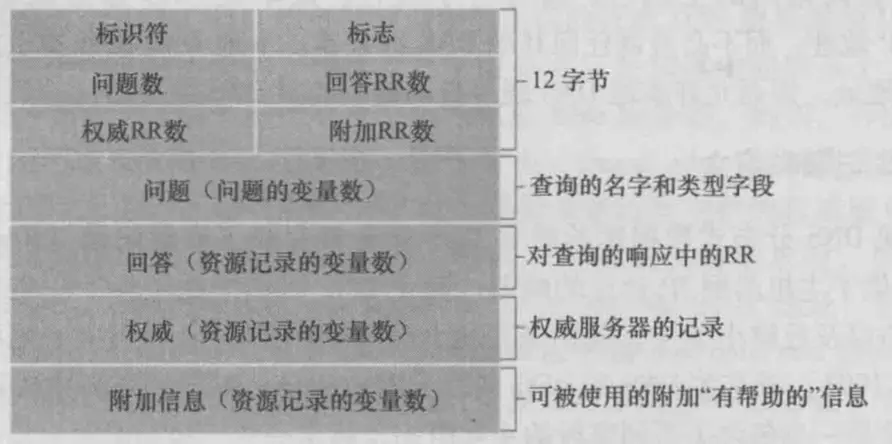 标识符 标志
问题数 回答RR数 12字节
权威RR数 附加RR数
问题（问题的变量数） 查询的名字和类型字段
回答（资源记录的变量数） 对查询的响应中的RR
权威（资源记录的变量数） 权威服务器的记录
附加信息（资源记录的变量数） 可被使用的附加“有帮助的”信息